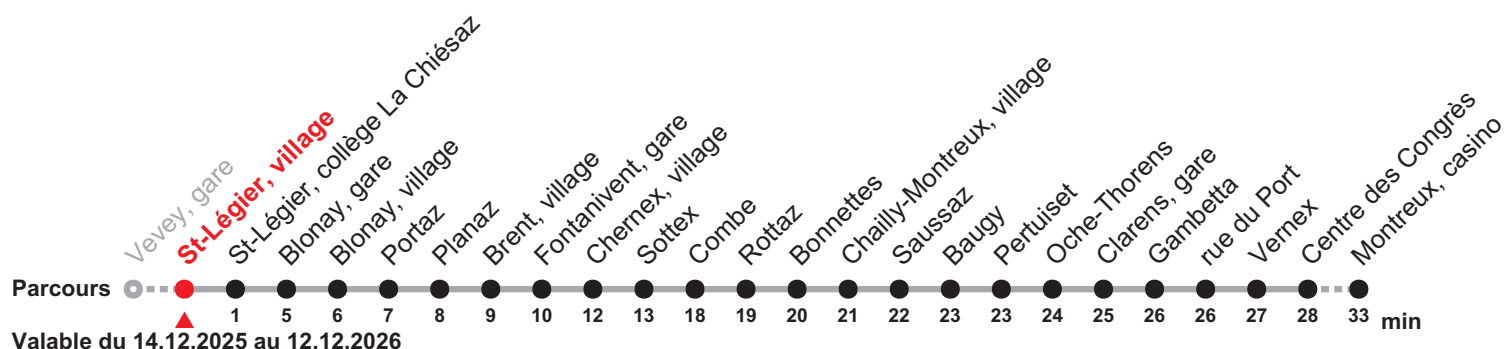 Vevey, gare
St-Légier, village
St-Légier, collège La Chiésaz
Blonay, gare
Blonay, village
Portaz
Planaz
Brent, village
Fontanivent, gare
Chernex, village
Sottex
Combe
Rottaz
Bonnettes
Chailly-Montreux, village
Saussaz
Baugy
Pertuiset
Oche-Thorens
Clarens, gare
Gambetta
rue du Port
Vernex
Centre des Congrès
Montreux, casino
Parcours
1 5 6 7 8 9 10 12 13 18 19 20 21 22 23 23 24 25 26 26 27 28 33 min
Valable du 14.12.2025 au 12.12.2026